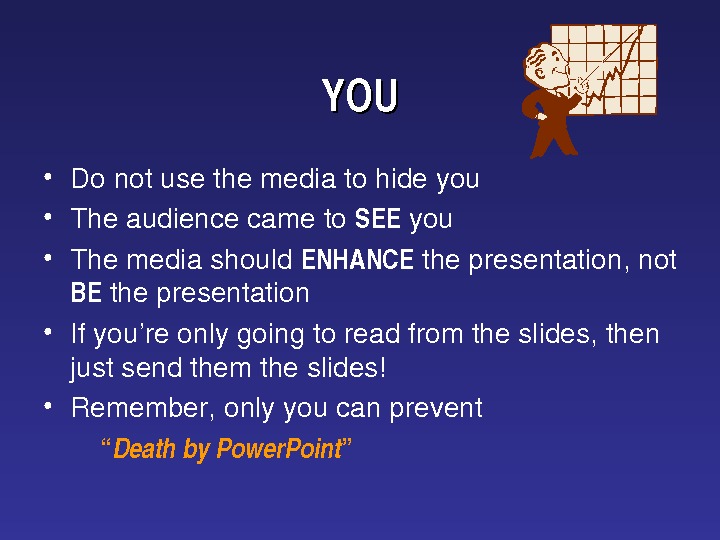 YOU
• Do not use the media to hide you
• The audience came to SEE you
• The media should ENHANCE the presentation, not
BE the presentation
• If you’re only going to read from the slides, then
just send them the slides!
• Remember, only you can prevent
“Death by PowerPoint”